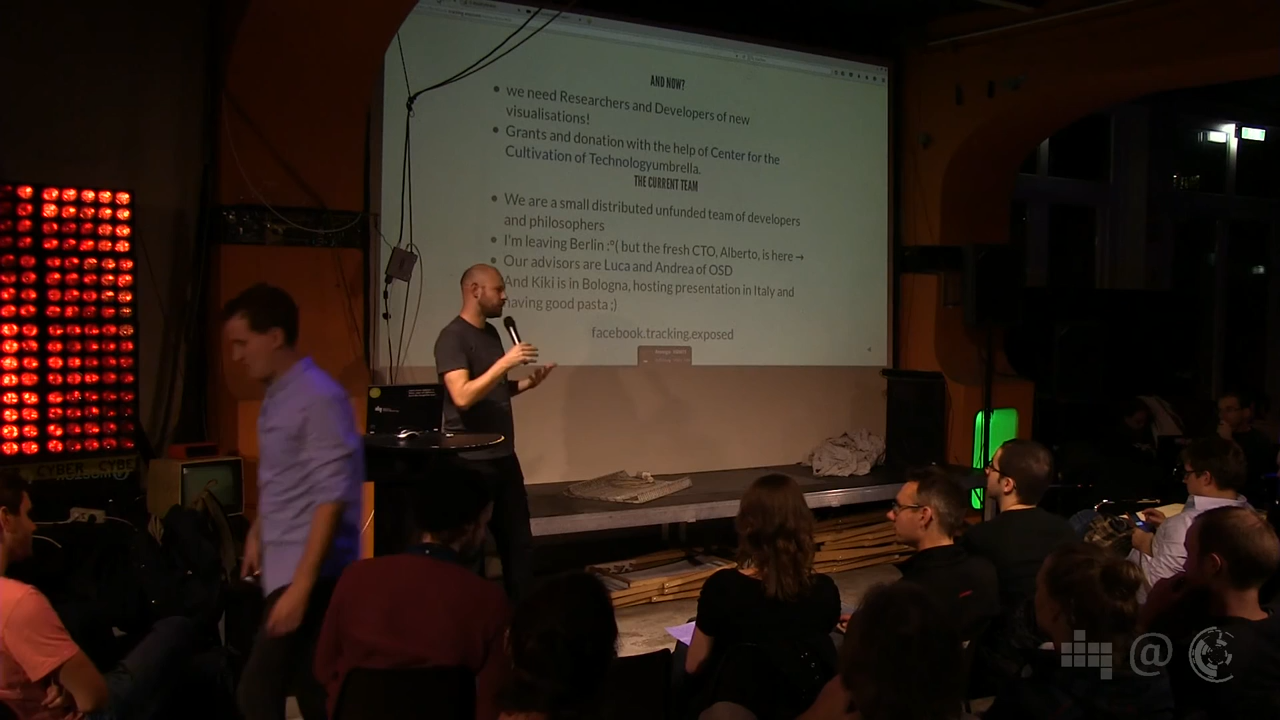 AND NOW?
we need Researchers and Developers of new
visualisations!
Grants and donation with the help of Center for the
Cultivation of Technologyumbrella.
THE CURRENT TEAM
We are a small distributed unfunded team of developers
and philosophers
I'm leaving Berlin :°( but the fresh CTO, Alberto, is here →
Our advisors are Luca and Andrea of OSD
And Kiki is in Bologna, hosting presentation in Italy and
having good pasta ;)
facebook.tracking.exposed
CYBER CYBE
@